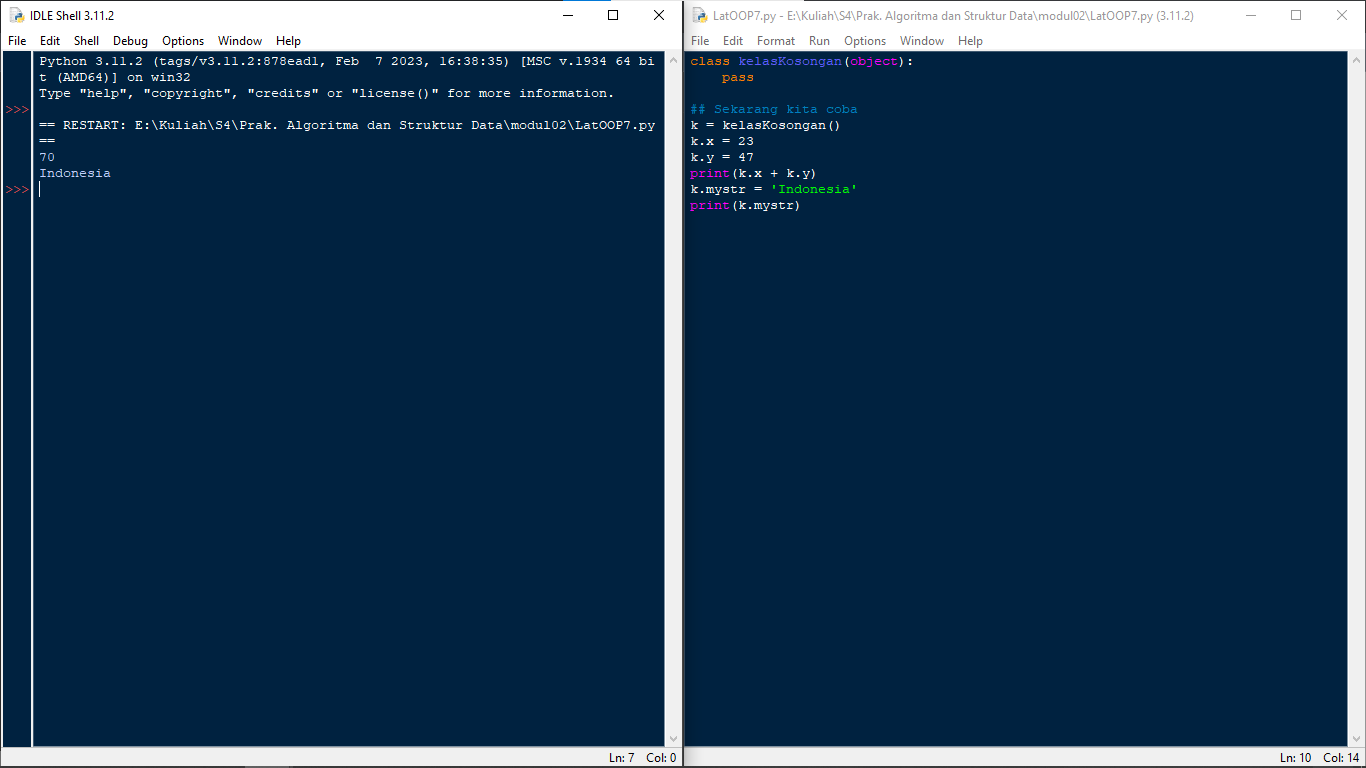 IDLE Shell 3.11.2
File Edit Shell Debug Options Window Help
Python 3.11.2 (tags/v3.11.2:878ead1, Feb  7 2023, 16:38:35) [MSC v.1934 64 bi
t (AMD64)] on win32
Type "help", "copyright", "credits" or "license()" for more information.
>>>
== RESTART: E:\Kuliah\S4\Prak. Algoritma dan Struktur Data\modul02\LatOOP7.py
==
70
Indonesia
>>>
Ln: 7 Col: 0
LatOOP7.py - E:\Kuliah\S4\Prak. Algoritma dan Struktur Data\modul02\LatOOP7.py (3.11.2)
File Edit Format Run Options Window Help
class kelasKosongan(object):
    pass
## Sekarang kita coba
k = kelasKosongan()
k.x = 23
k.y = 47
print(k.x + k.y)
k.mystr = 'Indonesia'
print(k.mystr)
Ln: 10 Col: 14